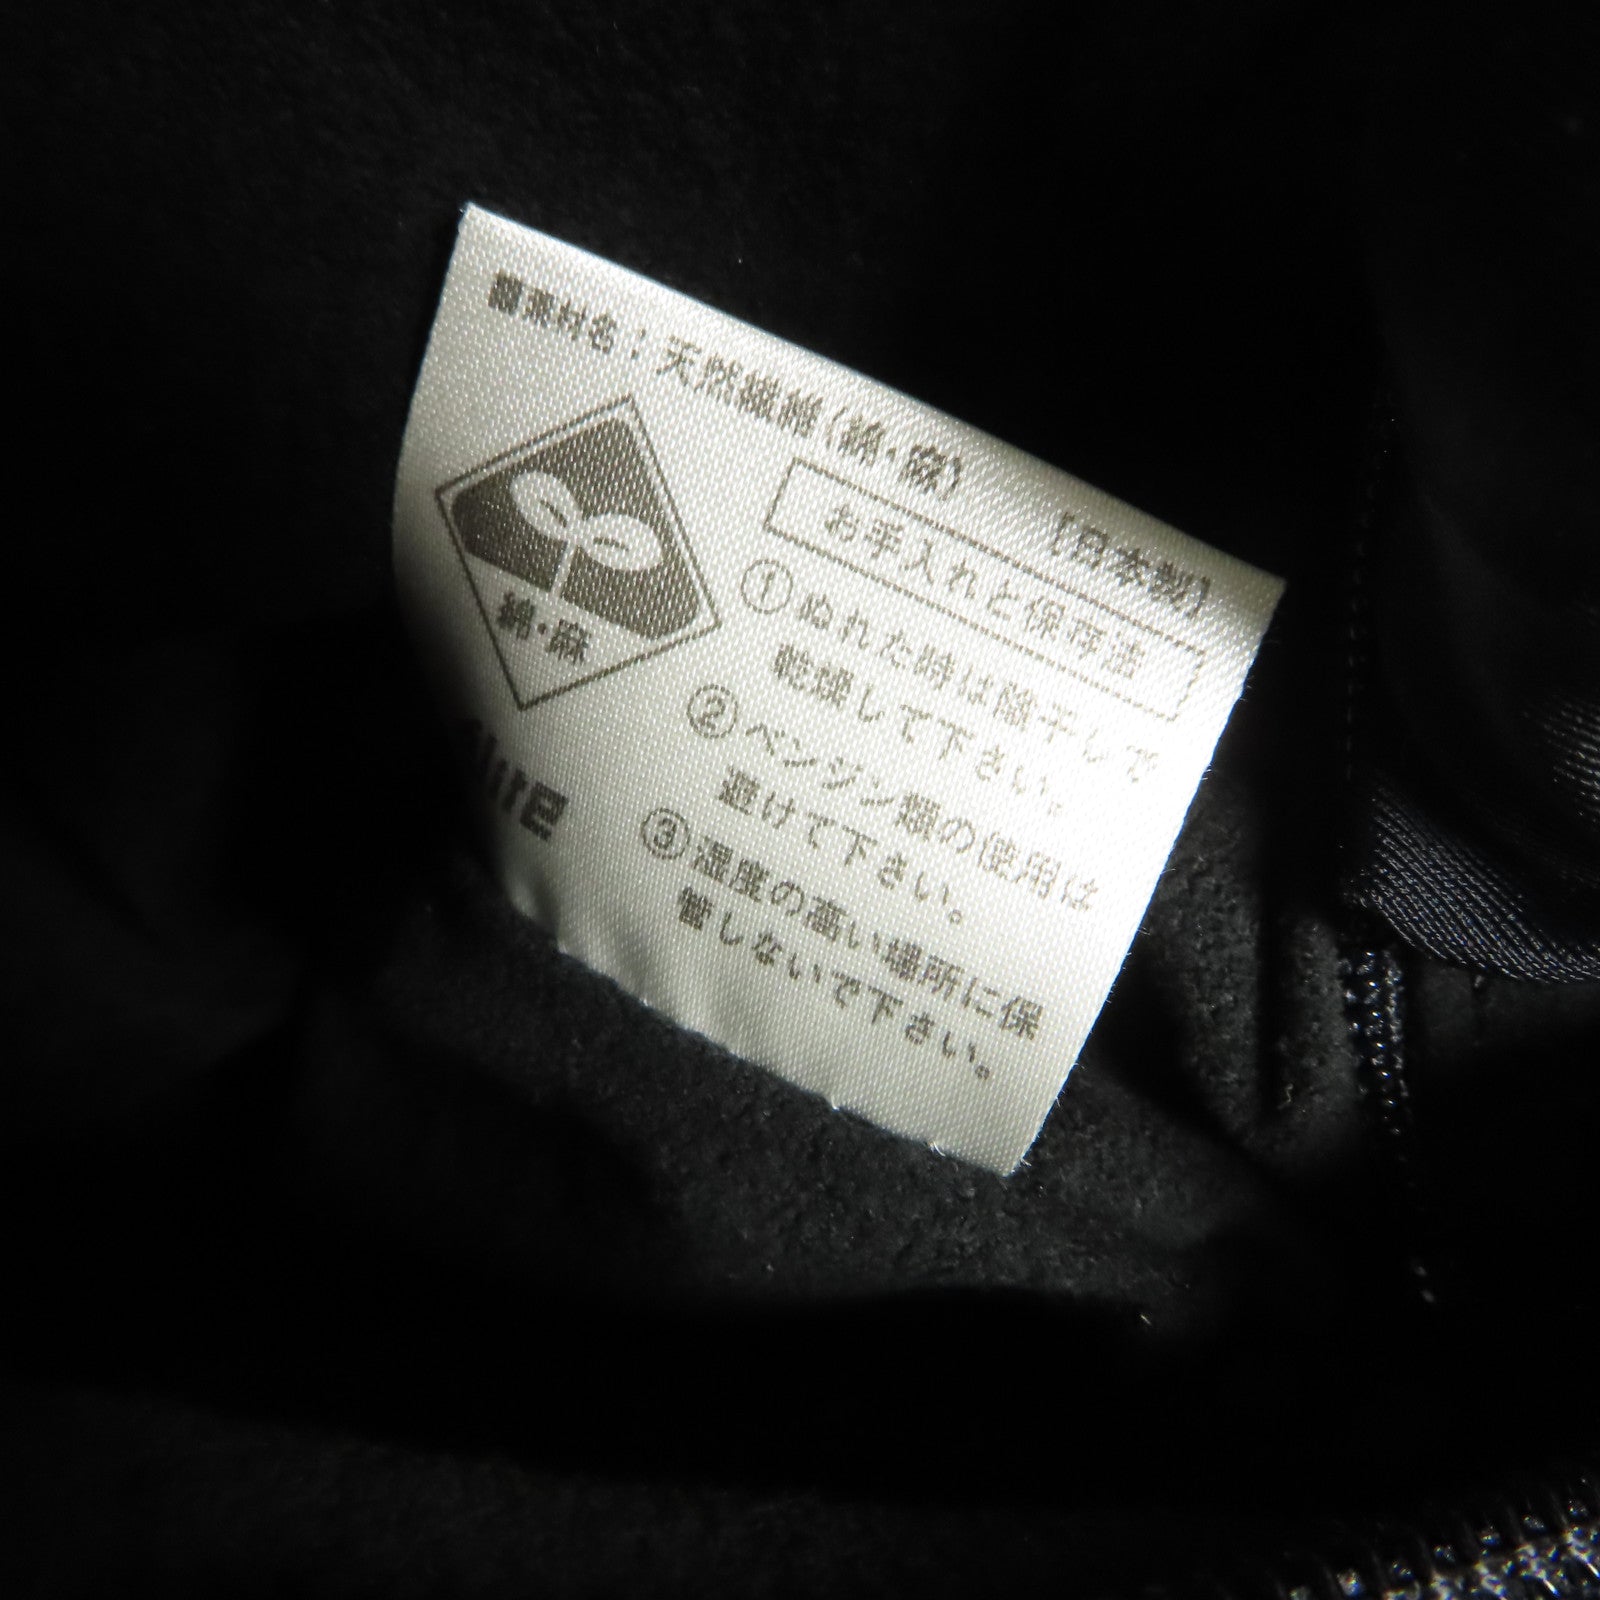 ■素材名：天然繊維(綿・麻)
[日本製]
綿・麻
お手入れと保存法
①ぬれた時は陰干しで
乾燥して下さい。
②ベンジン類の使用は
避けて下さい。
③湿度の高い場所に保
管しないで下さい。